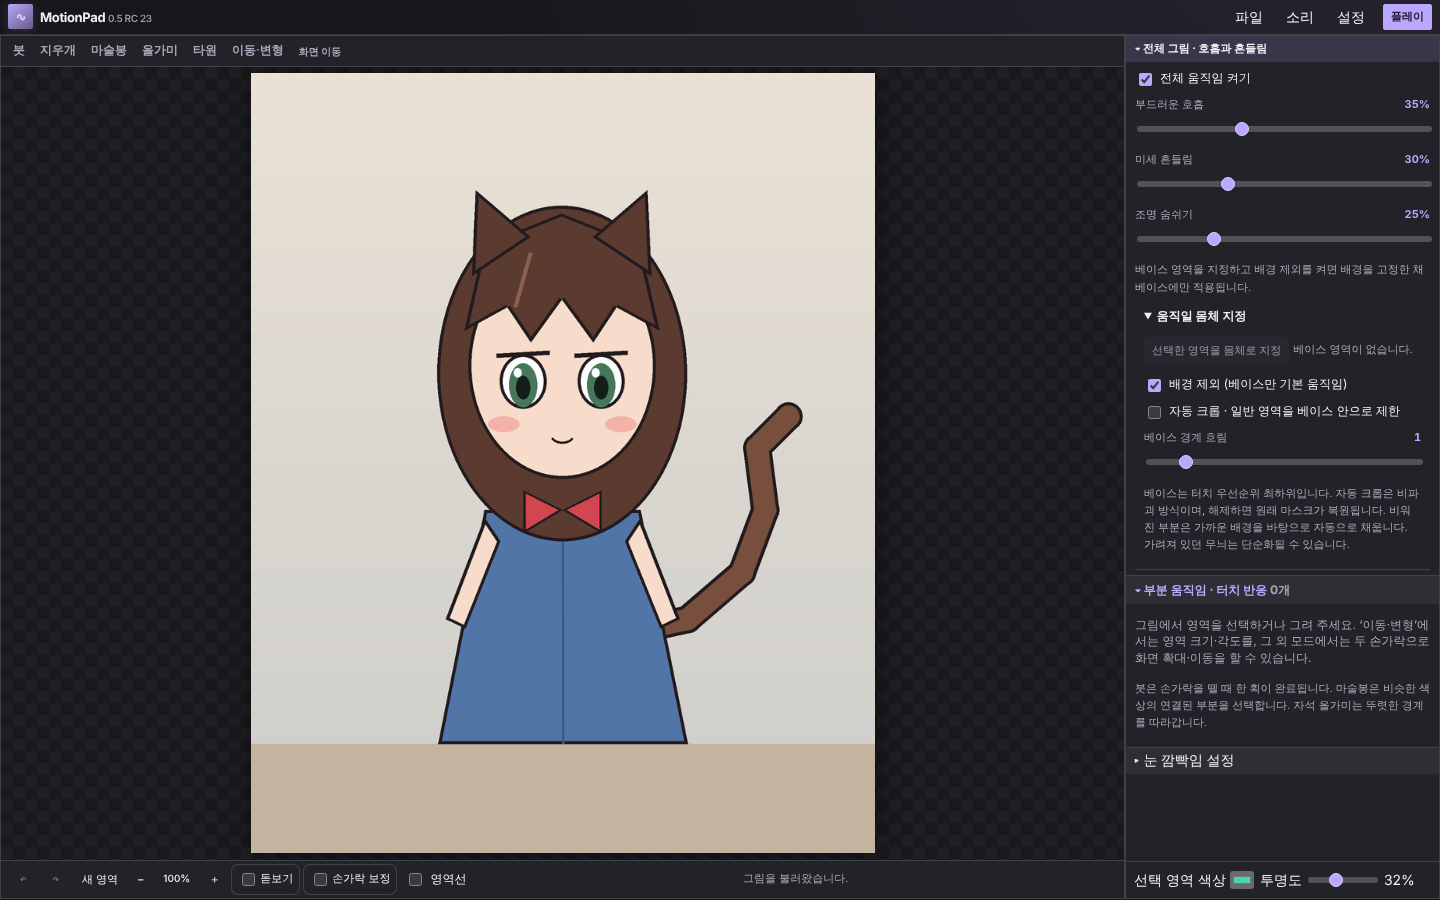 MotionPad 0.5 RC 23
파일 소리 설정 플레이
붓 지우개 마술봉 올가미 타원 이동·변형 화면 이동
전체 그림 · 호흡과 흔들림
전체 움직임 켜기
부드러운 호흡 35%
미세 흔들림 30%
조명 숨쉬기 25%
베이스 영역을 지정하고 배경 제외를 켜면 배경을 고정한 채
베이스에만 적용됩니다.
움직일 몸체 지정
선택한 영역을 몸체로 지정 베이스 영역이 없습니다.
배경 제외 (베이스만 기본 움직임)
자동 크롭 · 일반 영역을 베이스 안으로 제한
베이스 경계 흐림 1
베이스는 터치 우선순위 최하위입니다. 자동 크롭은 비파
괴 방식이며, 해제하면 원래 마스크가 복원됩니다. 비워
진 부분은 가까운 배경을 바탕으로 자동으로 채웁니다.
가려져 있던 무늬는 단순화될 수 있습니다.
부분 움직임 · 터치 반응 0개
그림에서 영역을 선택하거나 그려 주세요. ‘이동·변형’에
서는 영역 크기·각도를, 그 외 모드에서는 두 손가락으로
화면 확대·이동을 할 수 있습니다.
붓은 손가락을 뗄 때 한 획이 완료됩니다. 마술봉은 비슷한 색
상의 연결된 부분을 선택합니다. 자석 올가미는 뚜렷한 경계
를 따라갑니다.
눈 깜빡임 설정
새 영역 − 100% + 돋보기 손가락 보정 영역선 그림을 불러왔습니다.
선택 영역 색상 투명도 32%